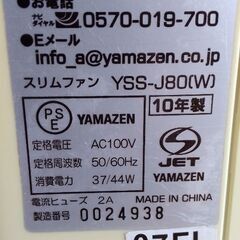 ●お電話
ナビダイヤル 0570-019-700
●Eメール
info_a@yamazen.co.jp
スリムファン YSS-J80(W)
10年製
PSE YAMAZEN
定格電圧 AC100V
定格周波数 50/60Hz
消費電力 37/44W
S JET
YAMAZEN
電流ヒューズ 2A MADE IN CHINA
製造番号 0024938